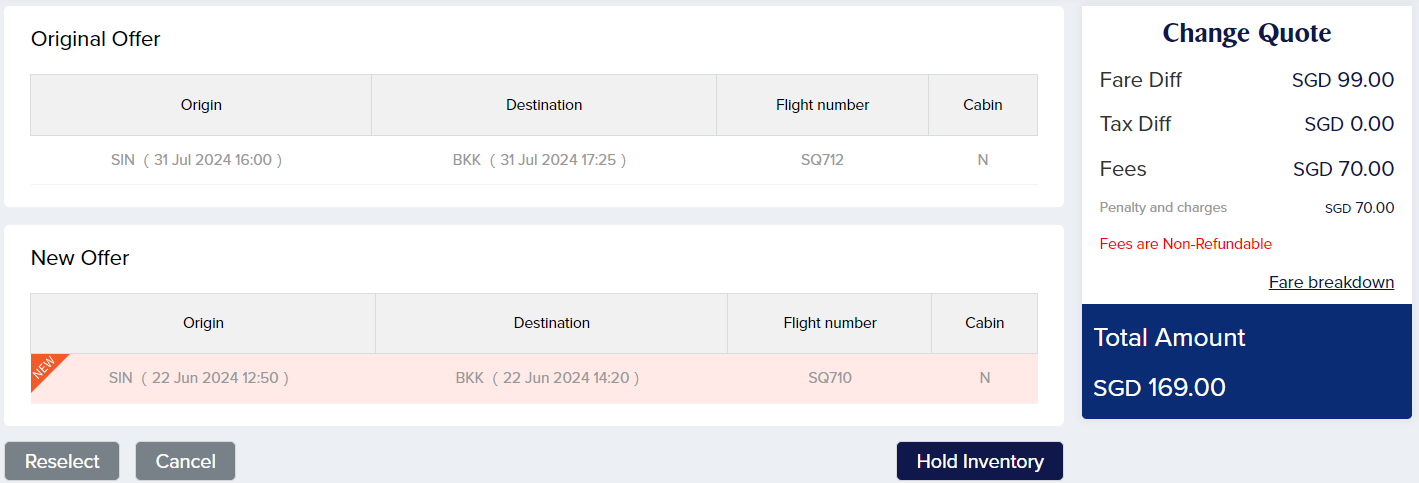 Original Offer
Origin Destination Flight number Cabin
SIN ( 31 Jul 2024 16:00 ) BKK ( 31 Jul 2024 17:25 ) SQ712 N
New Offer
Origin Destination Flight number Cabin
NEW SIN ( 22 Jun 2024 12:50 ) BKK ( 22 Jun 2024 14:20 ) SQ710 N
Reselect Cancel Hold Inventory
Change Quote
Fare Diff SGD 99.00
Tax Diff SGD 0.00
Fees SGD 70.00
Penalty and charges SGD 70.00
Fees are Non-Refundable
Fare breakdown
Total Amount
SGD 169.00